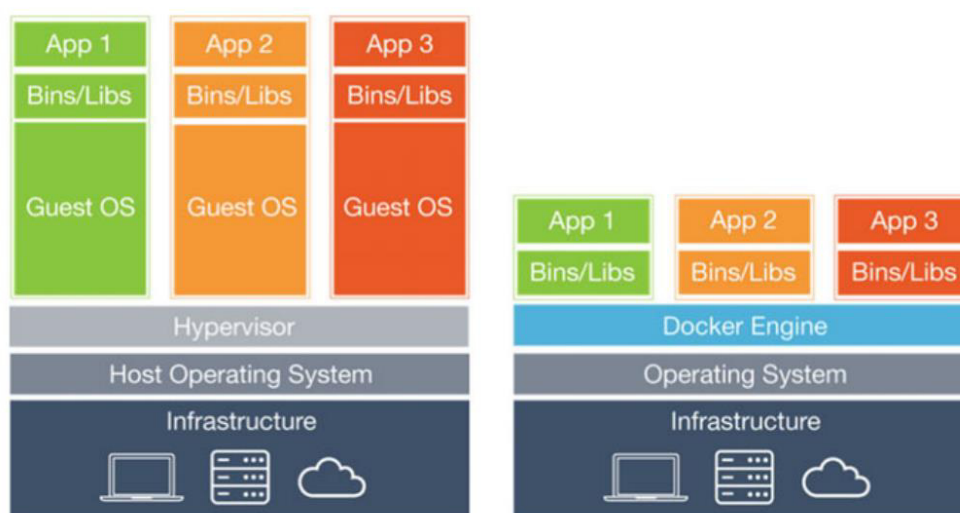 App 1
App 2
App 3
Bins/Libs
Bins/Libs
Bins/Libs
Guest OS
Guest OS
Guest OS
Hypervisor
Host Operating System
Infrastructure
App 1
App 2
App 3
Bins/Libs
Bins/Libs
Bins/Libs
Docker Engine
Operating System
Infrastructure